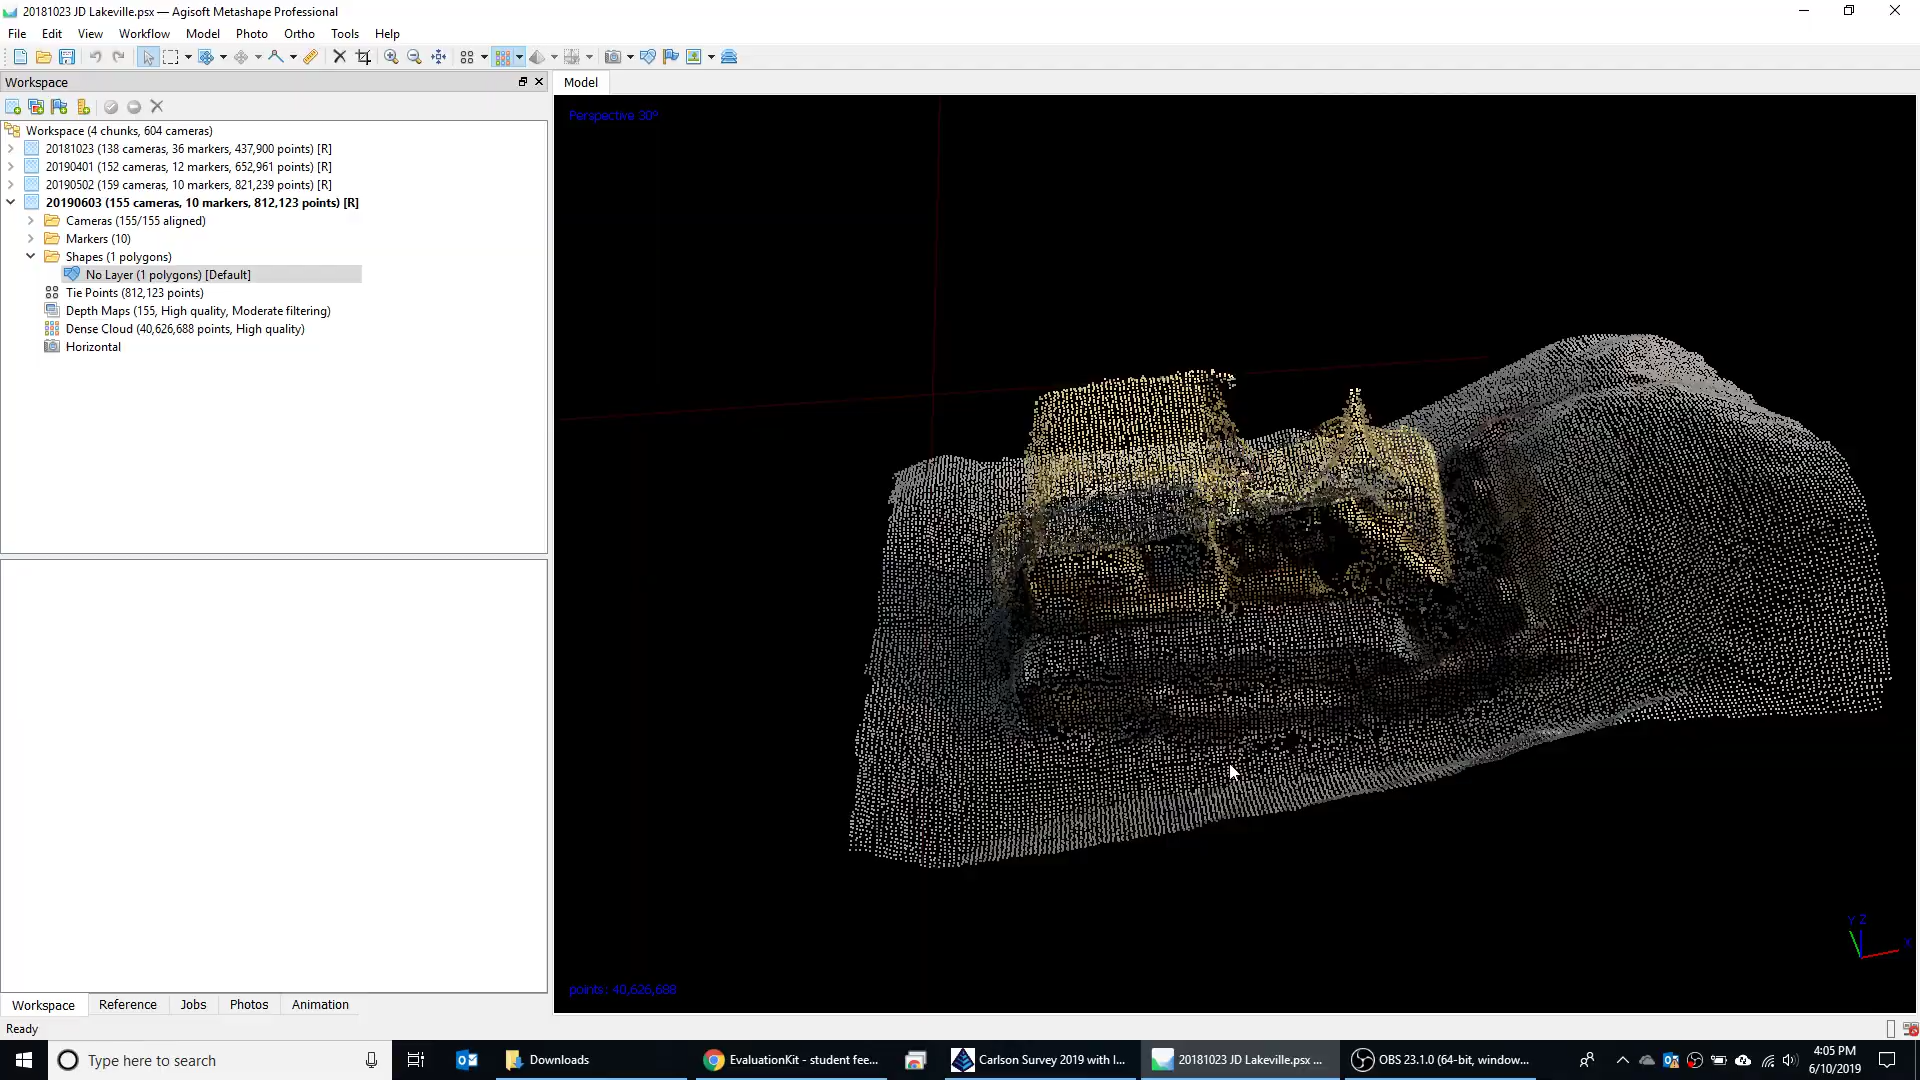 20181023 JD Lakeville.psx — Agisoft Metashape Professional
File Edit View Workflow Model Photo Ortho Tools Help
Workspace
Model
Perspective 30°
Workspace (4 chunks, 604 cameras)
20181023 (138 cameras, 36 markers, 437,900 points) [R]
20190401 (152 cameras, 12 markers, 652,961 points) [R]
20190502 (159 cameras, 10 markers, 821,239 points) [R]
20190603 (155 cameras, 10 markers, 812,123 points) [R]
Cameras (155/155 aligned)
Markers (10)
Shapes (1 polygons)
No Layer (1 polygons) [Default]
Tie Points (812,123 points)
Depth Maps (155, High quality, Moderate filtering)
Dense Cloud (40,626,688 points, High quality)
Horizontal
Y Z
X
points: 40,626,688
Workspace Reference Jobs Photos Animation
Ready
Type here to search
Downloads
EvaluationKit - student fee...
Carlson Survey 2019 with I...
20181023 JD Lakeville.psx ...
OBS 23.1.0 (64-bit, window...
4:05 PM
6/10/2019